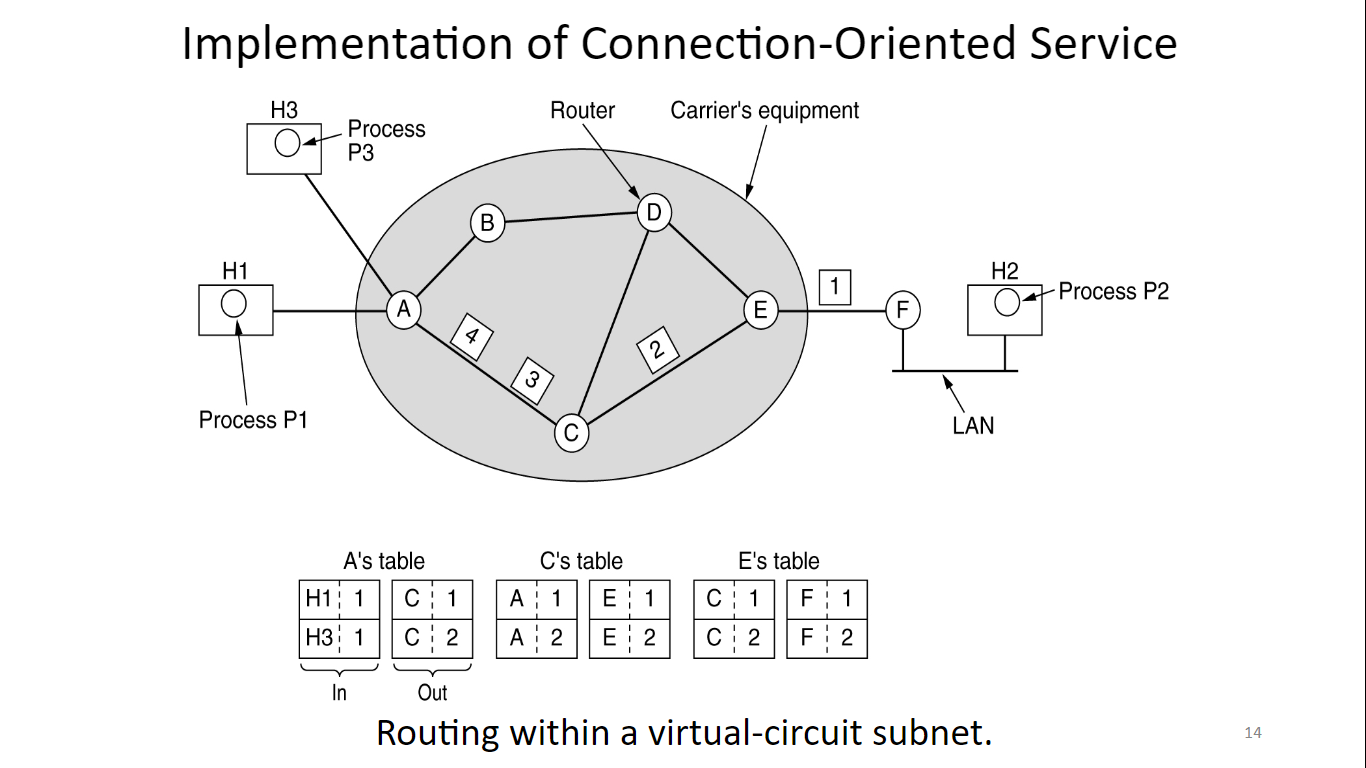 Implementation of Connection-Oriented Service
H3
Process
P3
Router
Carrier's equipment
B
D
H1
1
H2
Process P2
A
E
F
4
2
3
Process P1
C
LAN
A's table
C's table
E's table
H1 1 C 1 A 1 E 1 C 1 F 1
H3 1 C 2 A 2 E 2 C 2 F 2
In
Out
Routing within a virtual-circuit subnet.
14